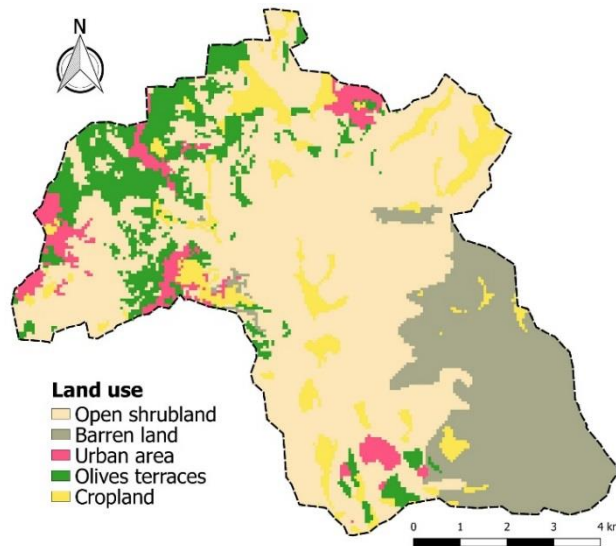 N
Land use
Open shrubland
Barren land
Urban area
Olives terraces
Cropland
0 1 2 3 4 km